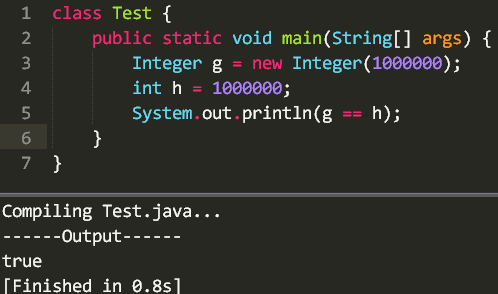 1 class Test {
2 public static void main(String[] args) {
3 Integer g = new Integer(1000000);
4 int h = 1000000;
5 System.out.println(g == h);
6 }
7 }
Compiling Test.java...
------Output------
true
[Finished in 0.8s]